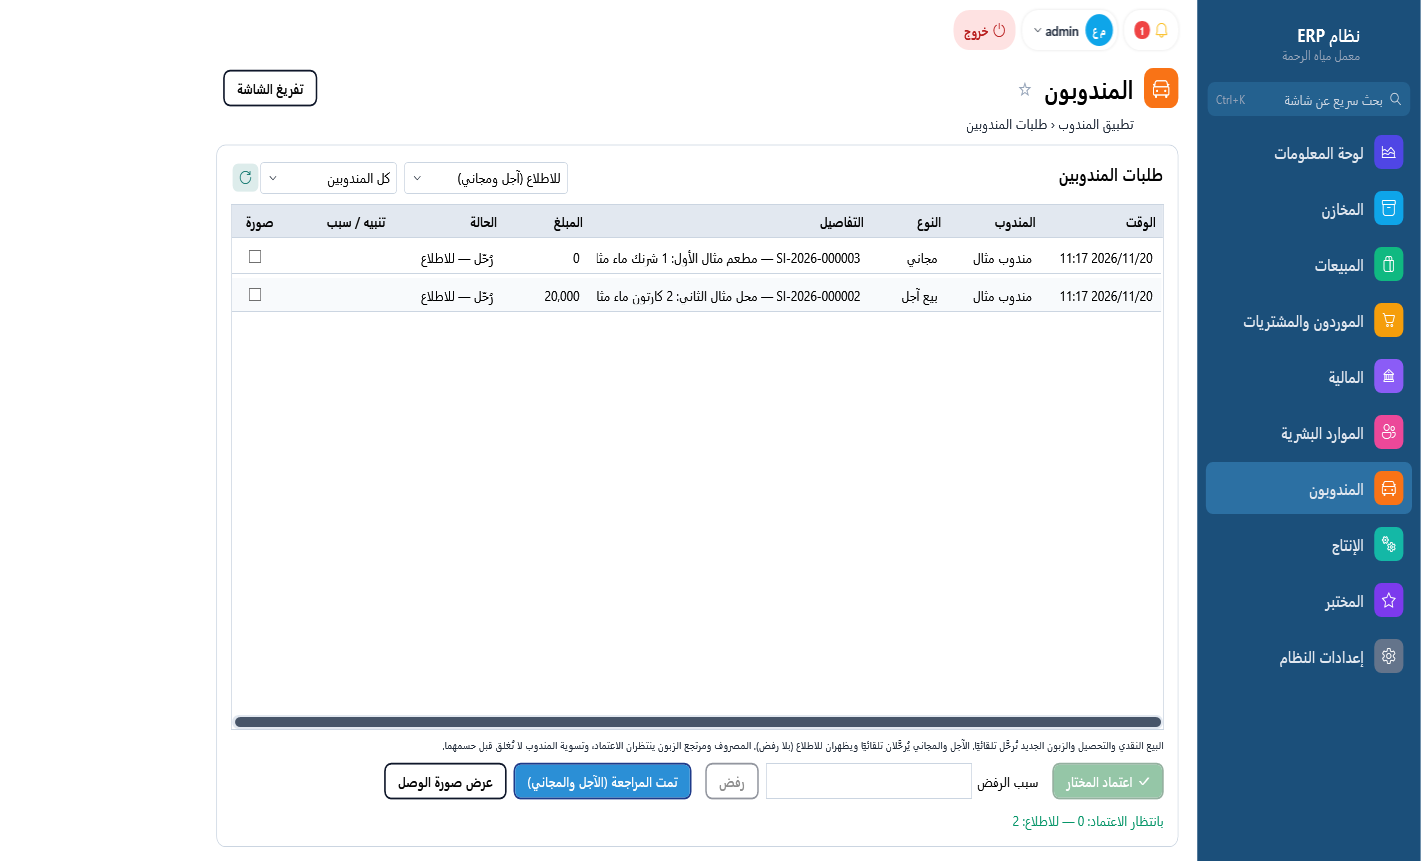 نظام ERP
معمل مياه الرحمة
بحث سريع عن شاشة Ctrl+K
لوحة المعلومات
المخازن
المبيعات
الموردون والمشتريات
المالية
الموارد البشرية
المندوبون
الإنتاج
المختبر
إعدادات النظام
1
م ع admin
خروج
المندوبون
تفريغ الشاشة
تطبيق المندوب › طلبات المندوبين
طلبات المندوبين
للاطلاع (آجل ومجاني)
كل المندوبين
الوقت المندوب النوع التفاصيل المبلغ الحالة تنبيه / سبب صورة
2026/11/20 11:17 مندوب مثال مجاني SI-2026-000003 — مطعم مثال الأول: 1 شرنك ماء مثا 0 رُحّل — للاطلاع
2026/11/20 11:17 مندوب مثال بيع آجل SI-2026-000002 — محل مثال الثاني: 2 كارتون ماء مثا 20,000 رُحّل — للاطلاع
البيع النقدي والتحصيل والزبون الجديد تُرحَّل تلقائيًا. الآجل والمجاني يُرحَّلان تلقائيًا ويظهران للاطلاع (بلا رفض). المصروف ومرتجع الزبون ينتظران الاعتماد، وتسوية المندوب لا تُغلق قبل حسمهما.
اعتماد المختار
سبب الرفض
رفض
تمت المراجعة (الآجل والمجاني)
عرض صورة الوصل
بانتظار الاعتماد: 0 — للاطلاع: 2